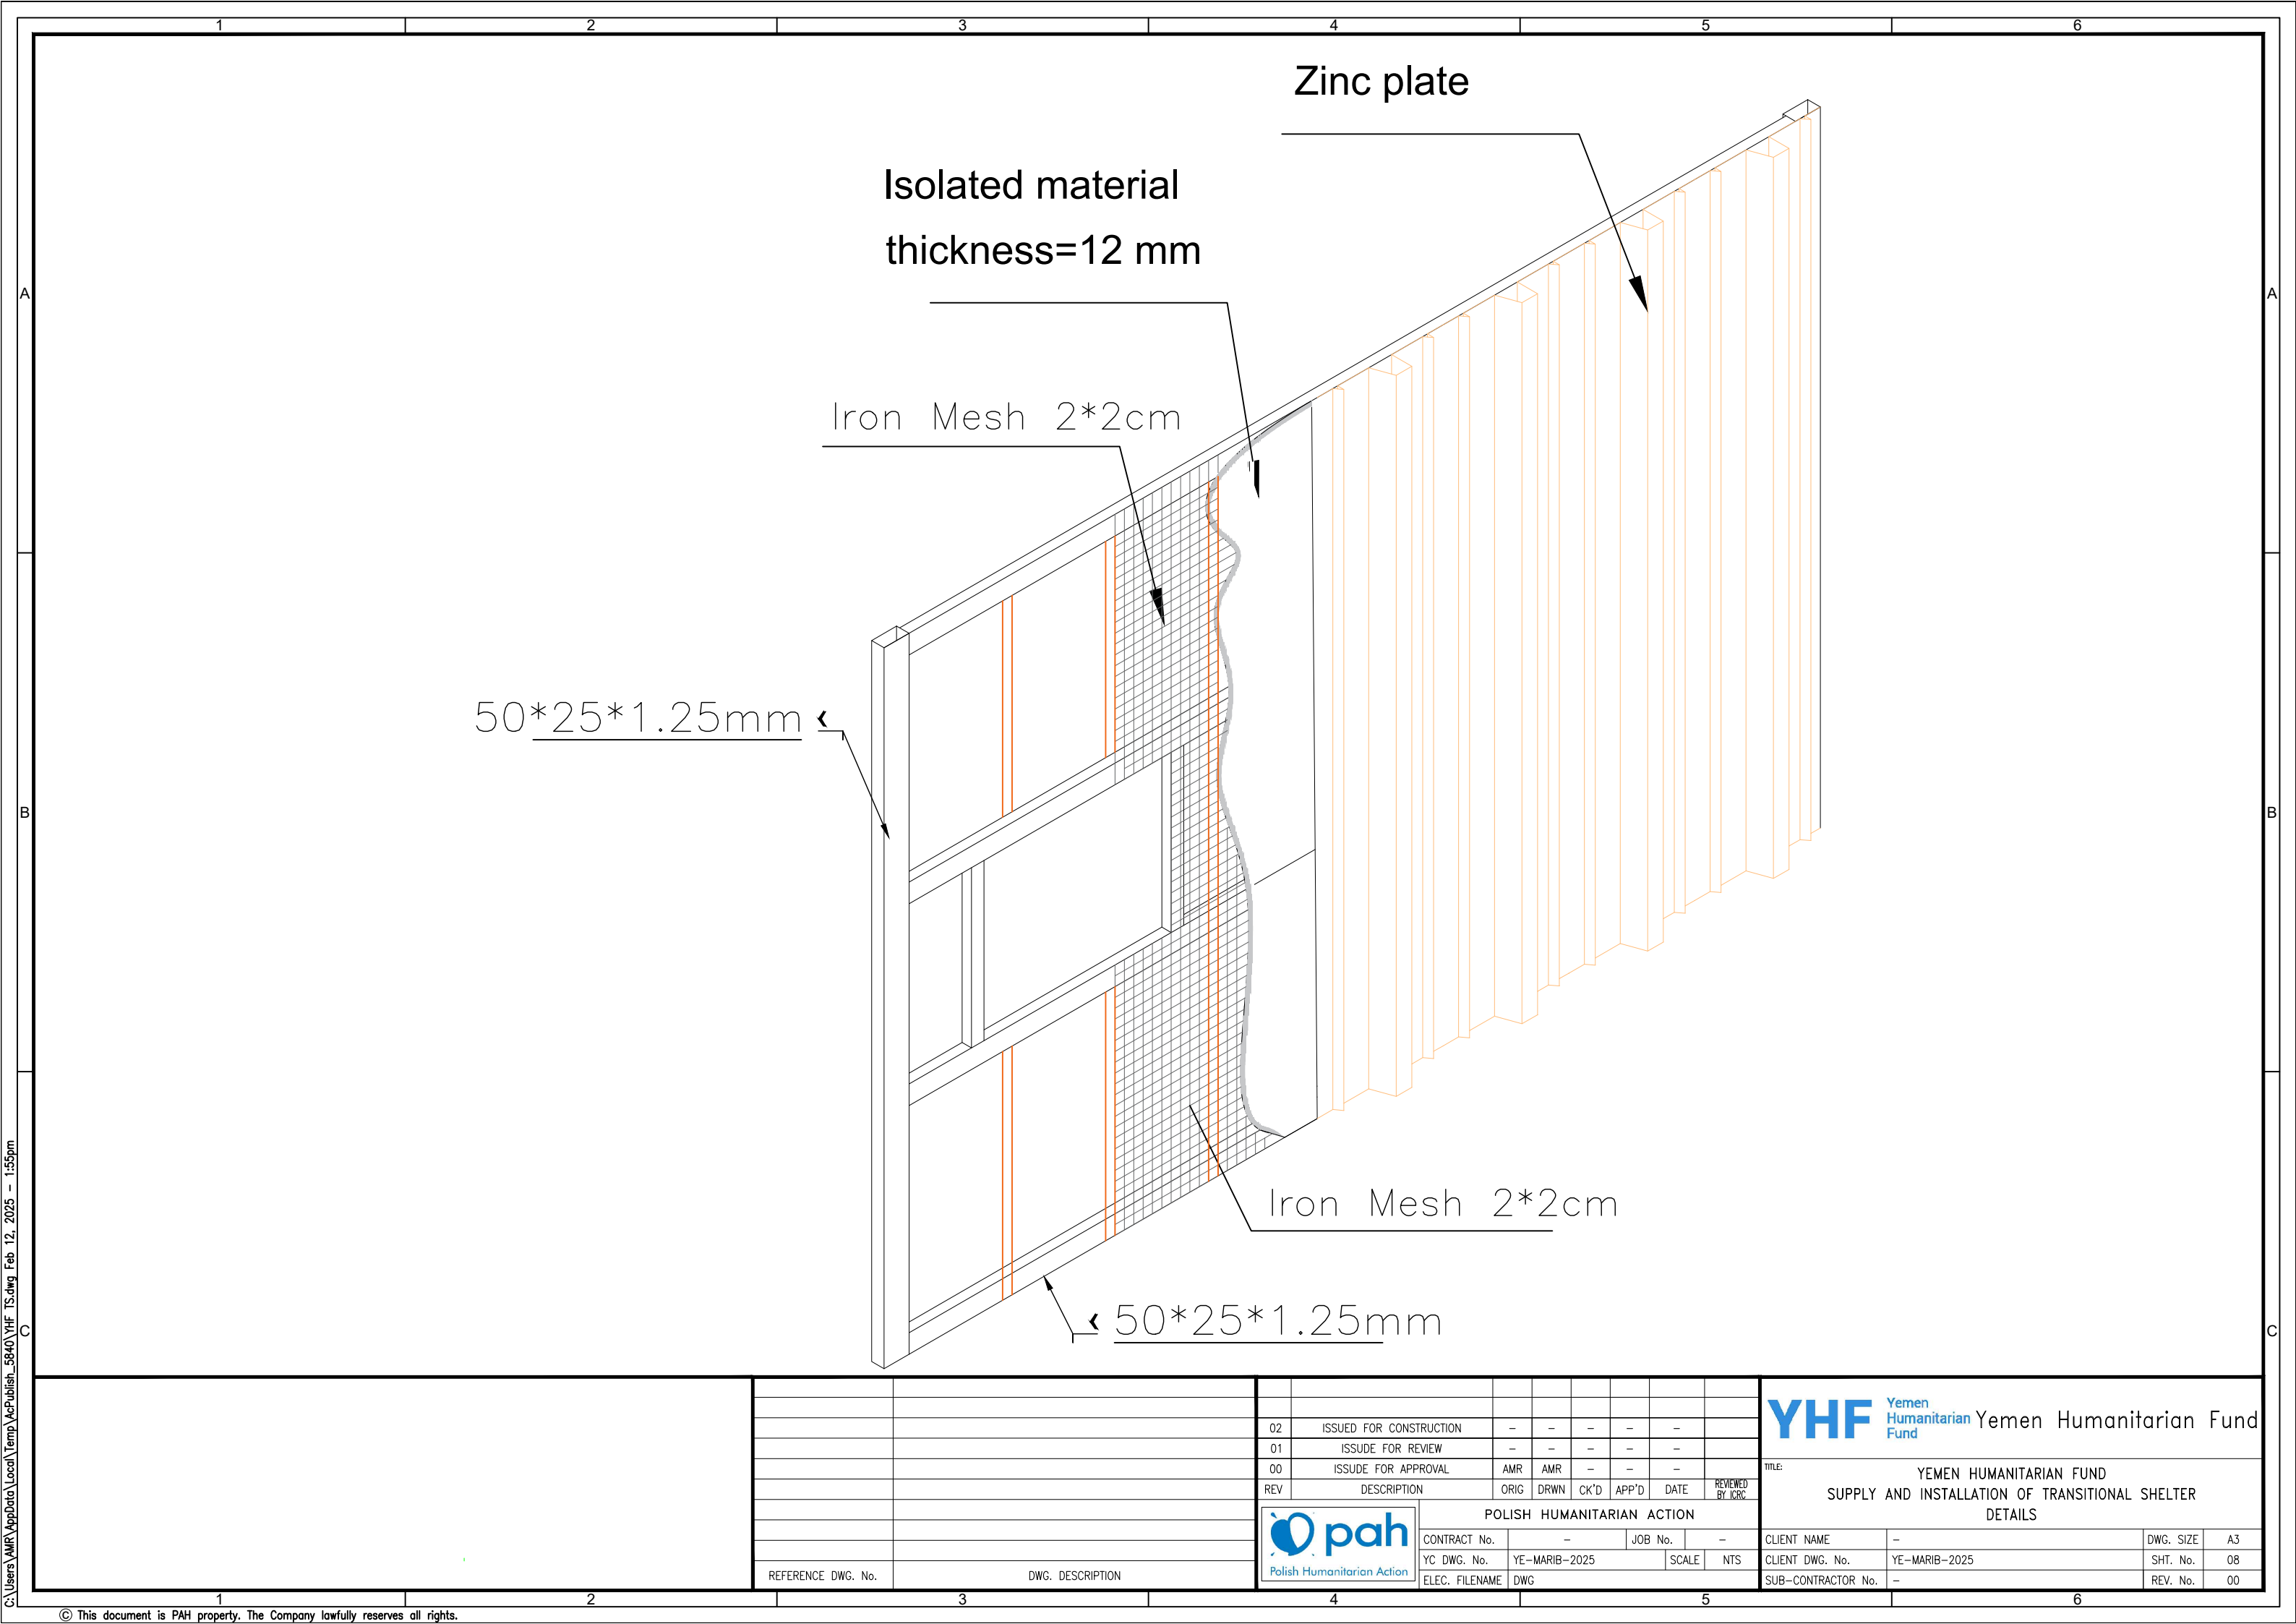 1 2 3 4 5 6
Zinc plate
Isolated material
thickness=12 mm
A A
Iron Mesh 2*2cm
50*25*1.25mm
B B
Iron Mesh 2*2cm
50*25*1.25mm
C C
C:\Users\AMR\AppData\Local\Temp\AcPublish_5840\YHF TS.dwg Feb 12, 2025 - 1:55pm
REFERENCE DWG. No. DWG. DESCRIPTION
02 ISSUED FOR CONSTRUCTION - - - - -
01 ISSUDE FOR REVIEW - - - - -
00 ISSUDE FOR APPROVAL AMR AMR - - -
REV DESCRIPTION ORIG DRWN CK'D APP'D DATE REVIEWED BY ICRC
pah
Polish Humanitarian Action
POLISH HUMANITARIAN ACTION
CONTRACT No. - JOB No. -
YC DWG. No. YE-MARIB-2025 SCALE NTS
ELEC. FILENAME DWG
YHF
Yemen
Humanitarian
Fund
Yemen Humanitarian Fund
TITLE:
YEMEN HUMANITARIAN FUND
SUPPLY AND INSTALLATION OF TRANSITIONAL SHELTER
DETAILS
CLIENT NAME - DWG. SIZE A3
CLIENT DWG. No. YE-MARIB-2025 SHT. No. 08
SUB-CONTRACTOR No. - REV. No. 00
1 2 3 4 5 6
© This document is PAH property. The Company lawfully reserves all rights.